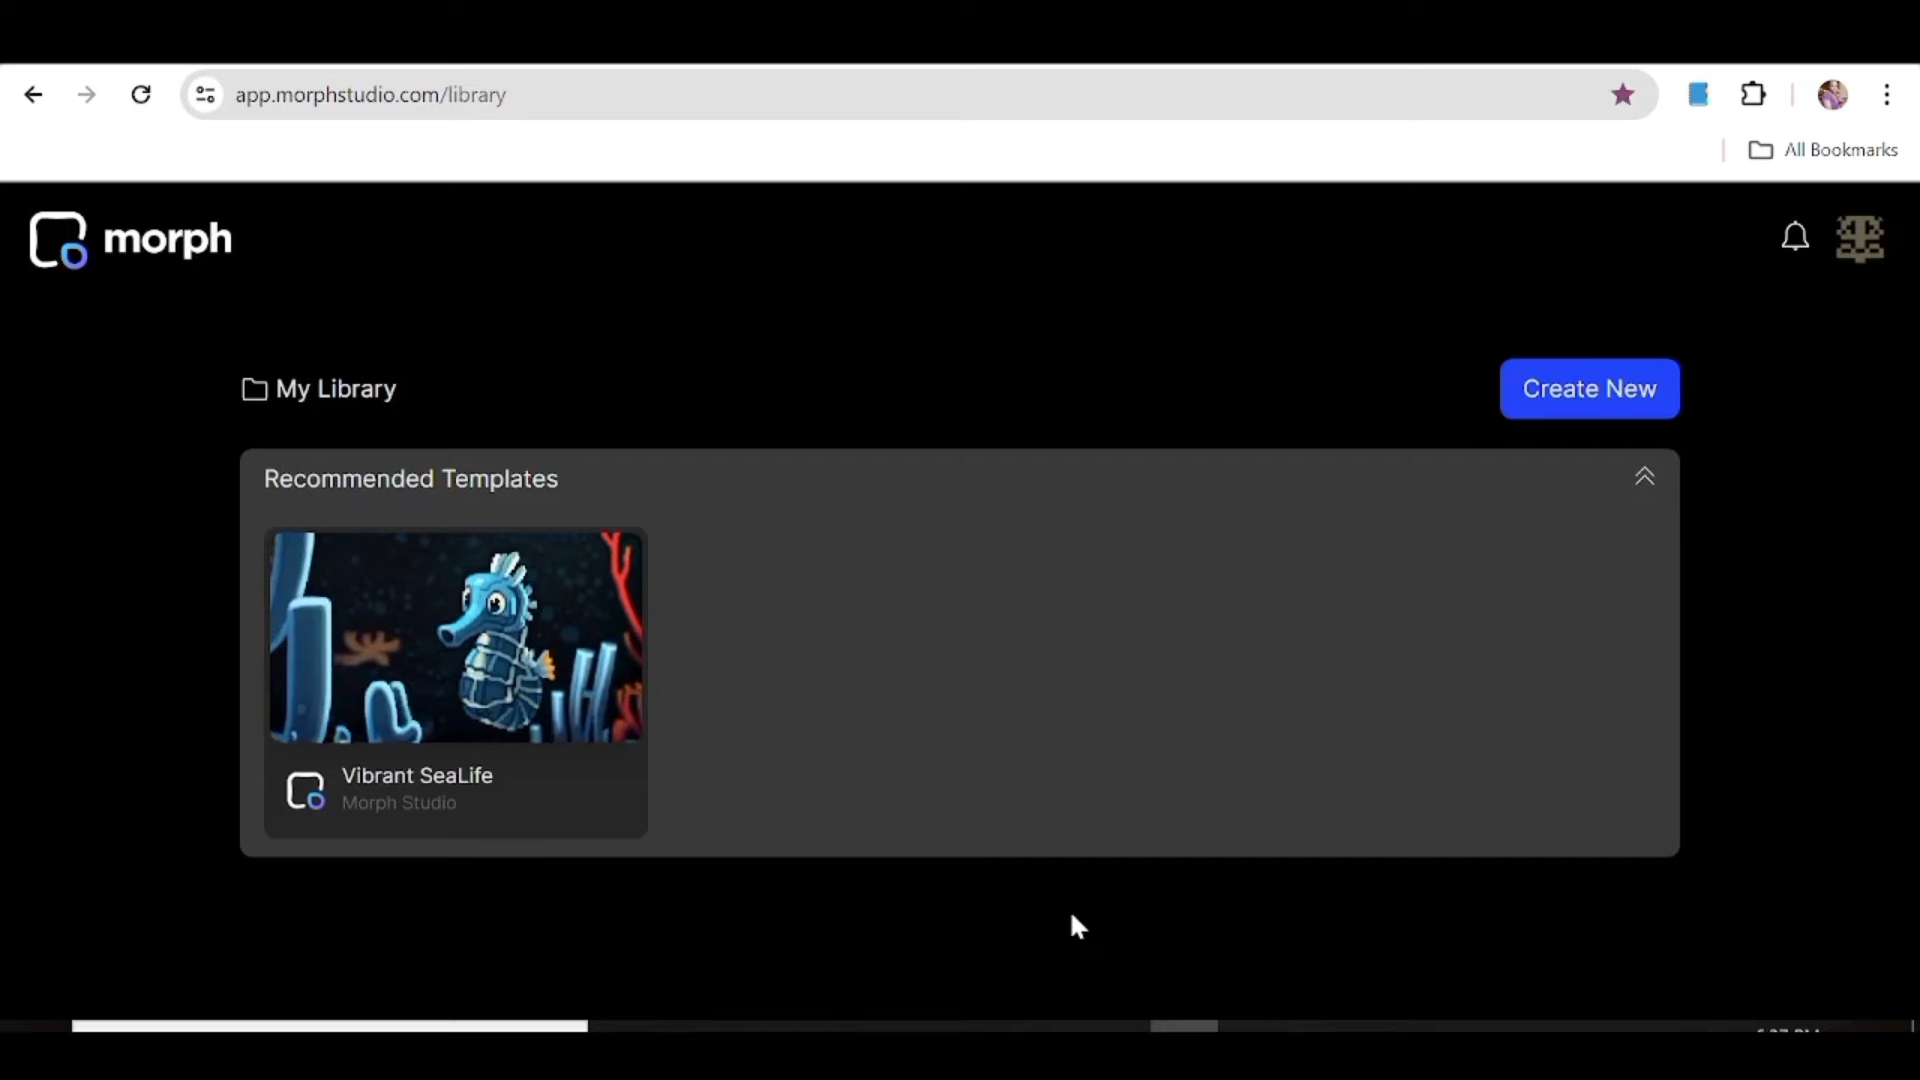 app.morphstudio.com/library
All Bookmarks
morph
My Library
Create New
Recommended Templates
Vibrant SeaLife
Morph Studio